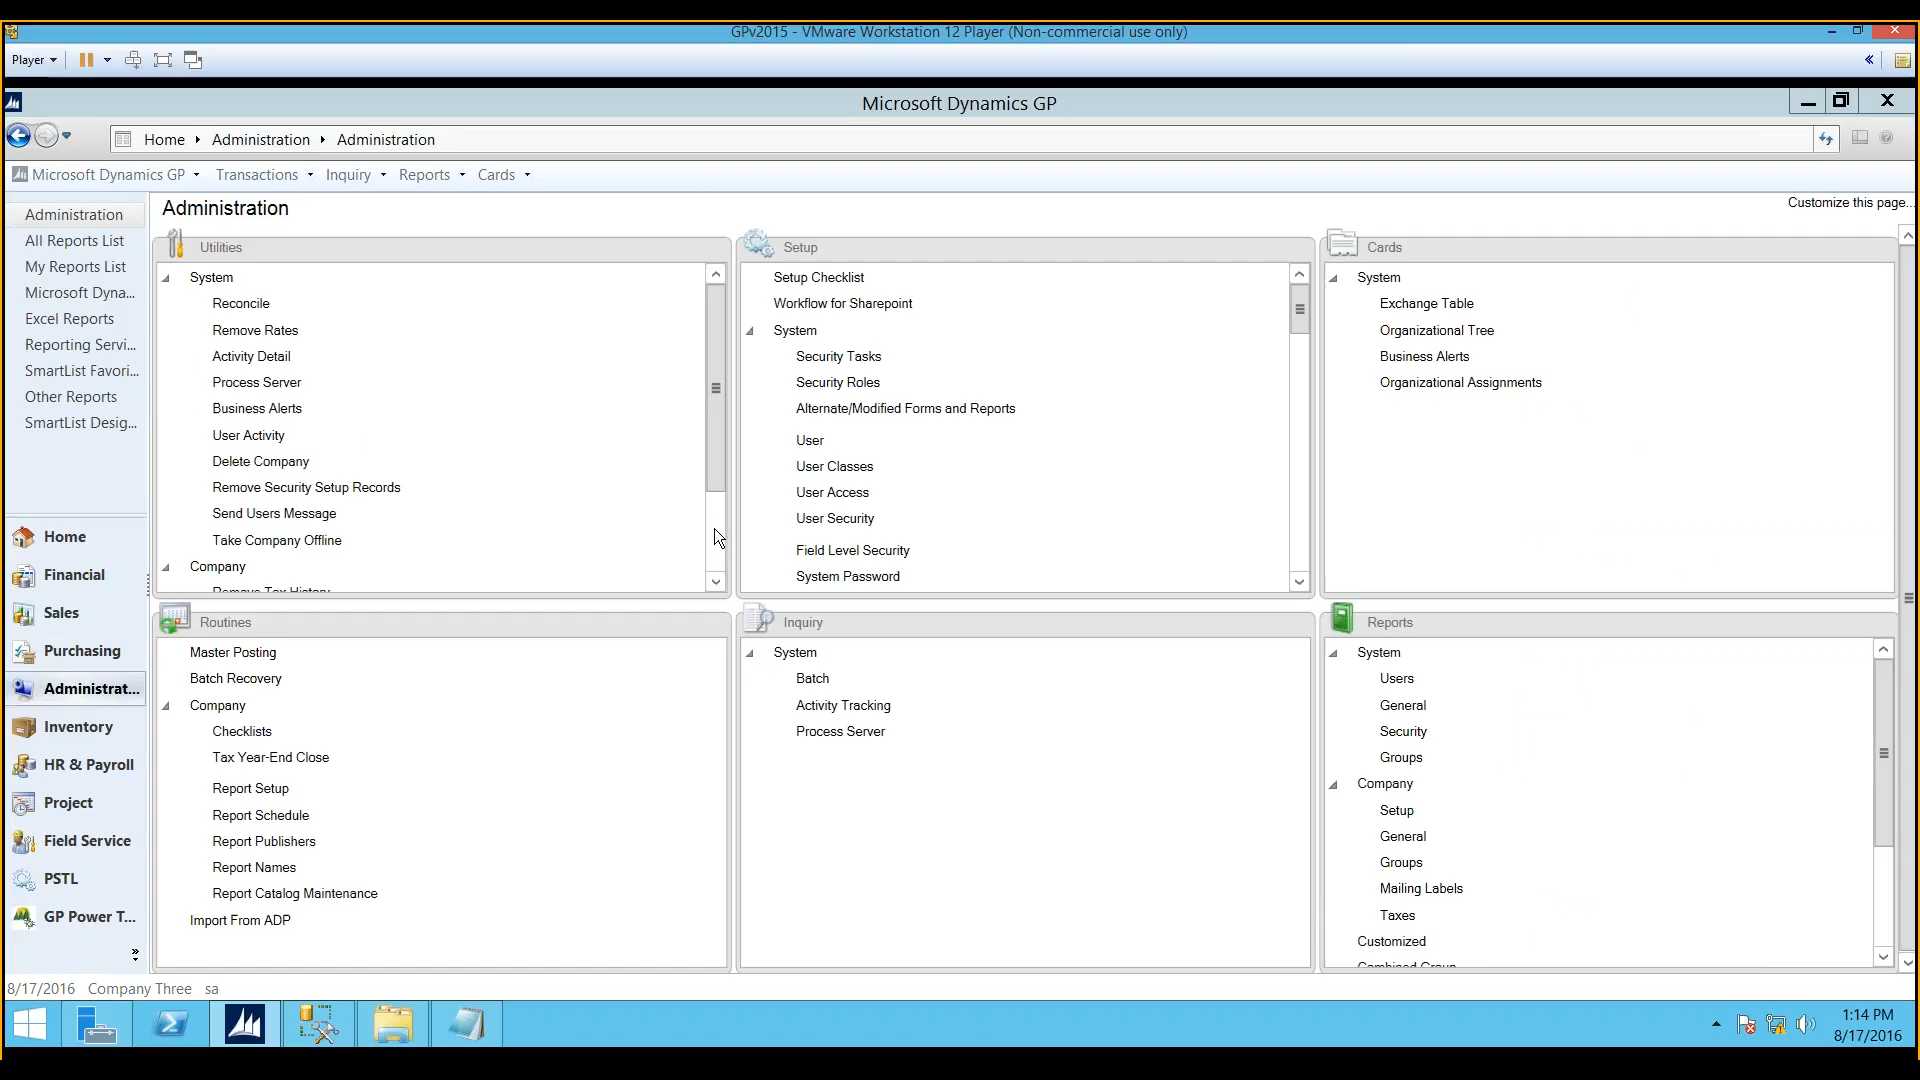 GPv2015 - VMware Workstation 12 Player (Non-commercial use only)
Player
Microsoft Dynamics GP
Home Administration Administration
Microsoft Dynamics GP Transactions Inquiry Reports Cards
Administration
All Reports List
My Reports List
Microsoft Dyna...
Excel Reports
Reporting Servi...
SmartList Favori...
Other Reports
SmartList Desig...
Home
Financial
Sales
Purchasing
Administrat...
Inventory
HR & Payroll
Project
Field Service
PSTL
GP Power T...
Administration
Customize this page...
Utilities
System
Reconcile
Remove Rates
Activity Detail
Process Server
Business Alerts
User Activity
Delete Company
Remove Security Setup Records
Send Users Message
Take Company Offline
Company
Remove Tax History
Setup
Setup Checklist
Workflow for Sharepoint
System
Security Tasks
Security Roles
Alternate/Modified Forms and Reports
User
User Classes
User Access
User Security
Field Level Security
System Password
Cards
System
Exchange Table
Organizational Tree
Business Alerts
Organizational Assignments
Routines
Master Posting
Batch Recovery
Company
Checklists
Tax Year-End Close
Report Setup
Report Schedule
Report Publishers
Report Names
Report Catalog Maintenance
Import From ADP
Inquiry
System
Batch
Activity Tracking
Process Server
Reports
System
Users
General
Security
Groups
Company
Setup
General
Groups
Mailing Labels
Taxes
Customized
Combined Group
8/17/2016 Company Three sa
1:14 PM
8/17/2016